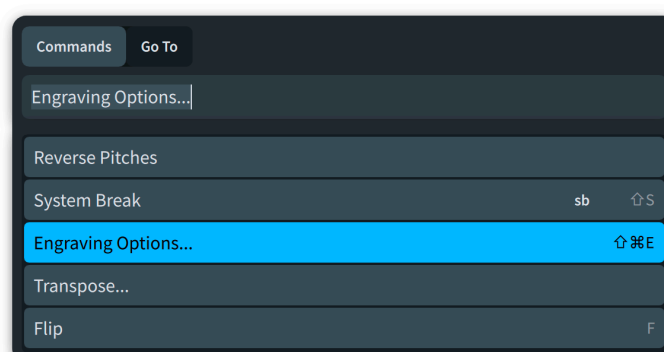 Commands Go To
Engraving Options...
Reverse Pitches
System Break sb ⇧S
Engraving Options... ⇧⌘E
Transpose...
Flip F